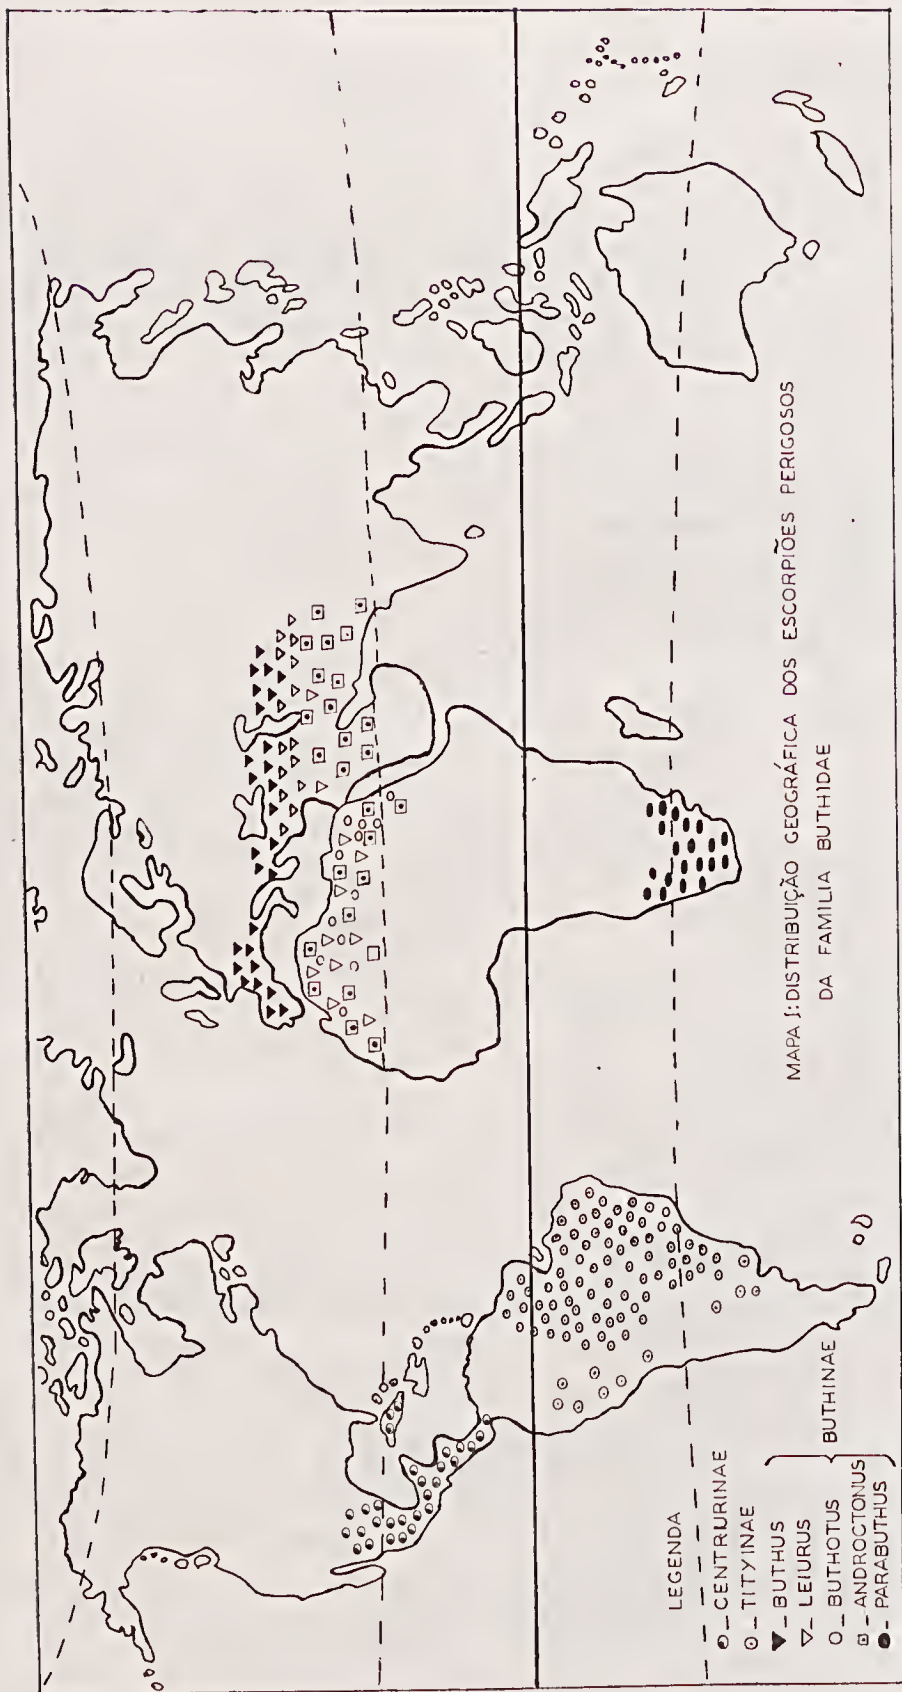 LEGENDA
CENTRURINAE
TITYINAE
BUTHUS
LEIURUS
BUTHOTUS
ANDROCTONUS
PARABUTHUS
BUTHINAE
MAPA I: DISTRIBUIÇÃO GEOGRÁFICA DOS ESCORPIÕES PERIGOSOS
DA FAMILIA BUTHIDAE